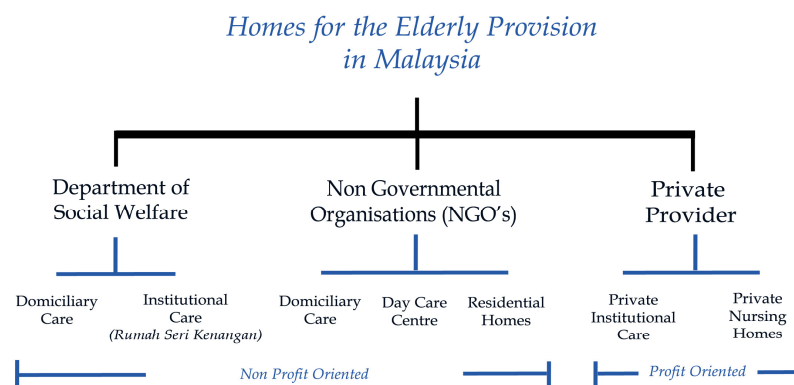 Homes for the Elderly Provision
in Malaysia
Department of
Social Welfare
Non Governmental
Organisations (NGO's)
Private
Provider
Domiciliary
Care
Institutional
Care
(Rumah Seri Kenangan)
Domiciliary
Care
Day Care
Centre
Residential
Homes
Private
Institutional
Care
Private
Nursing
Homes
Non Profit Oriented
Profit Oriented